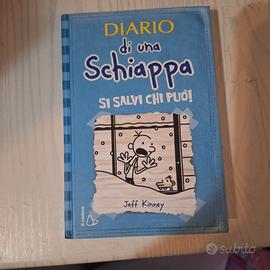 DIARIO
di una
Schiappa
SI SALVI CHI PUÒ!
Jeff Kinney
subito